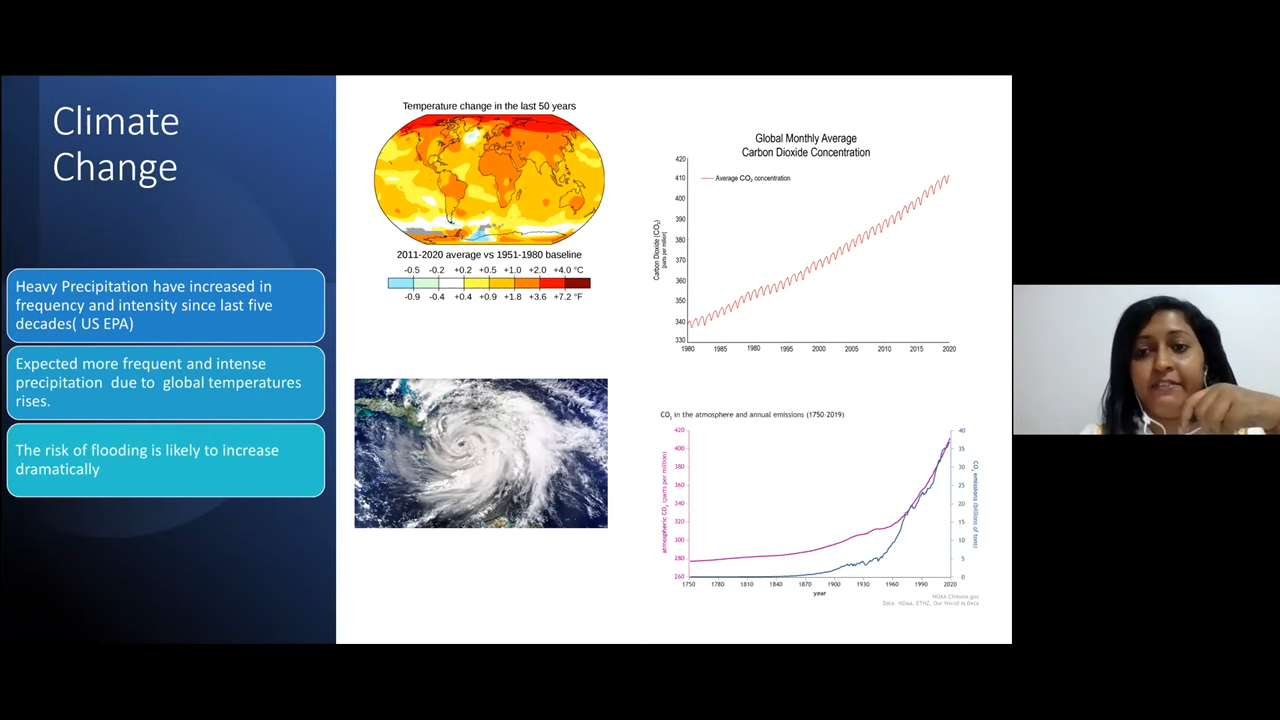 Climate
Change
Heavy Precipitation have increased in
frequency and intensity since last five
decades( US EPA)
Expected more frequent and intense
precipitation due to global temperatures
rises.
The risk of flooding is likely to increase
dramatically
Temperature change in the last 50 years
2011-2020 average vs 1951-1980 baseline
-0.5 -0.2 +0.2 +0.5 +1.0 +2.0 +4.0 °C
-0.9 -0.4 +0.4 +0.9 +1.8 +3.6 +7.2 °F
Global Monthly Average
Carbon Dioxide Concentration
Average CO₂ concentration
Carbon Dioxide (CO₂)
[parts per million]
420
410
400
390
380
370
360
350
340
330
1980 1985 1990 1995 2000 2005 2010 2015 2020
CO₂ in the atmosphere and annual emissions (1750-2019)
atmospheric CO₂ (parts per million)
420
400
380
360
340
320
300
280
260
40
35
30
25
20
15
10
5
0
CO₂ emissions (billions of tons)
1750 1780 1810 1840 1870 1900 1930 1960 1990 2020
year
NOAA Climate.gov
Data: NOAA, ETHZ, Our World in Data